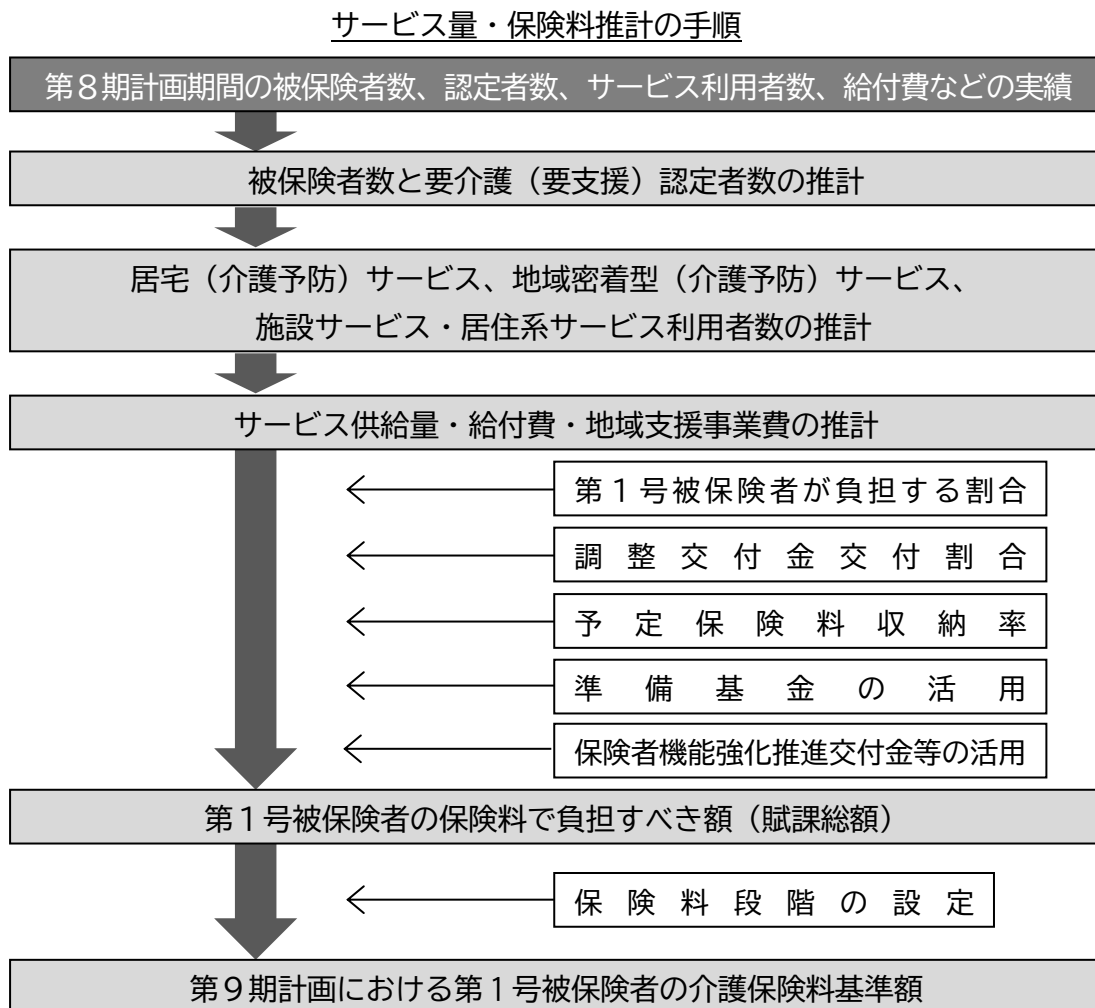 サービス量・保険料推計の手順
第８期計画期間の被保険者数、認定者数、サービス利用者数、給付費などの実績
被保険者数と要介護（要支援）認定者数の推計
居宅（介護予防）サービス、地域密着型（介護予防）サービス、
施設サービス・居住系サービス利用者数の推計
サービス供給量・給付費・地域支援事業費の推計
第１号被保険者が負担する割合
調整交付金交付割合
予定保険料収納率
準備基金の活用
保険者機能強化推進交付金等の活用
第１号被保険者の保険料で負担すべき額（賦課総額）
保険料段階の設定
第９期計画における第１号被保険者の介護保険料基準額